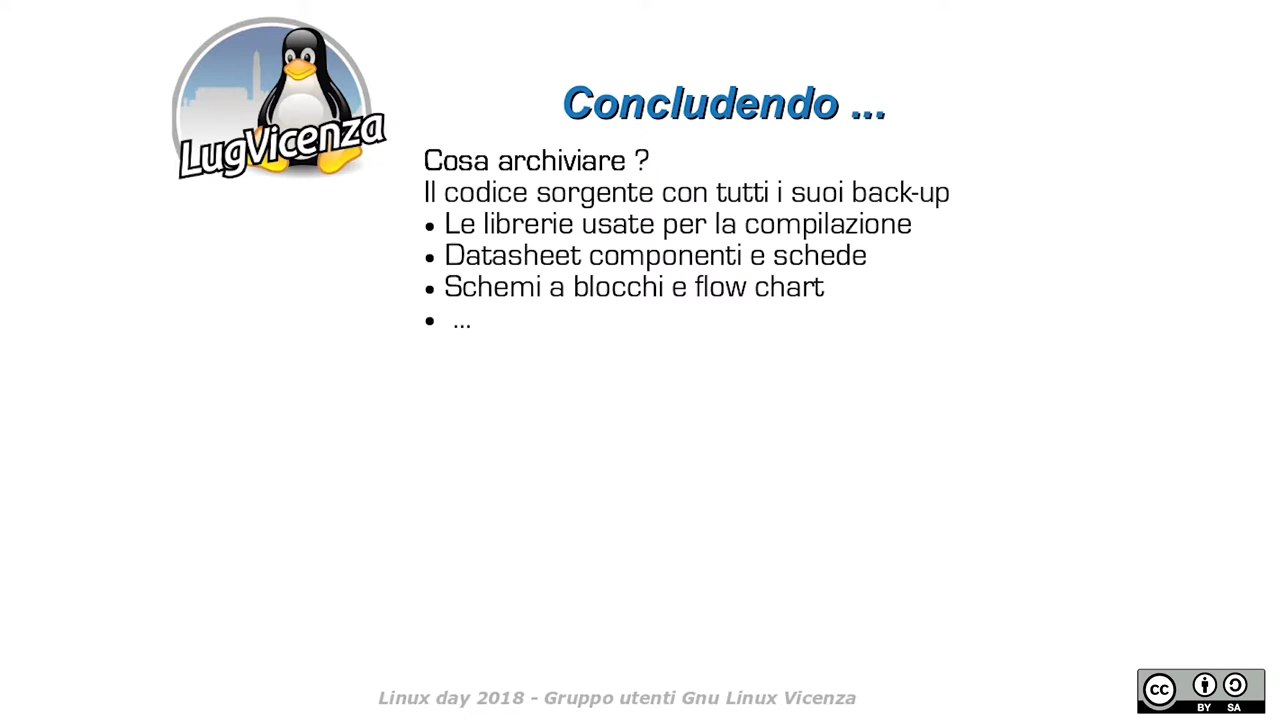 LugVicenza
Concludendo ...
Cosa archiviare ?
Il codice sorgente con tutti i suoi back-up
• Le librerie usate per la compilazione
• Datasheet componenti e schede
• Schemi a blocchi e flow chart
• ...
Linux day 2018 - Gruppo utenti Gnu Linux Vicenza
cc
BY SA